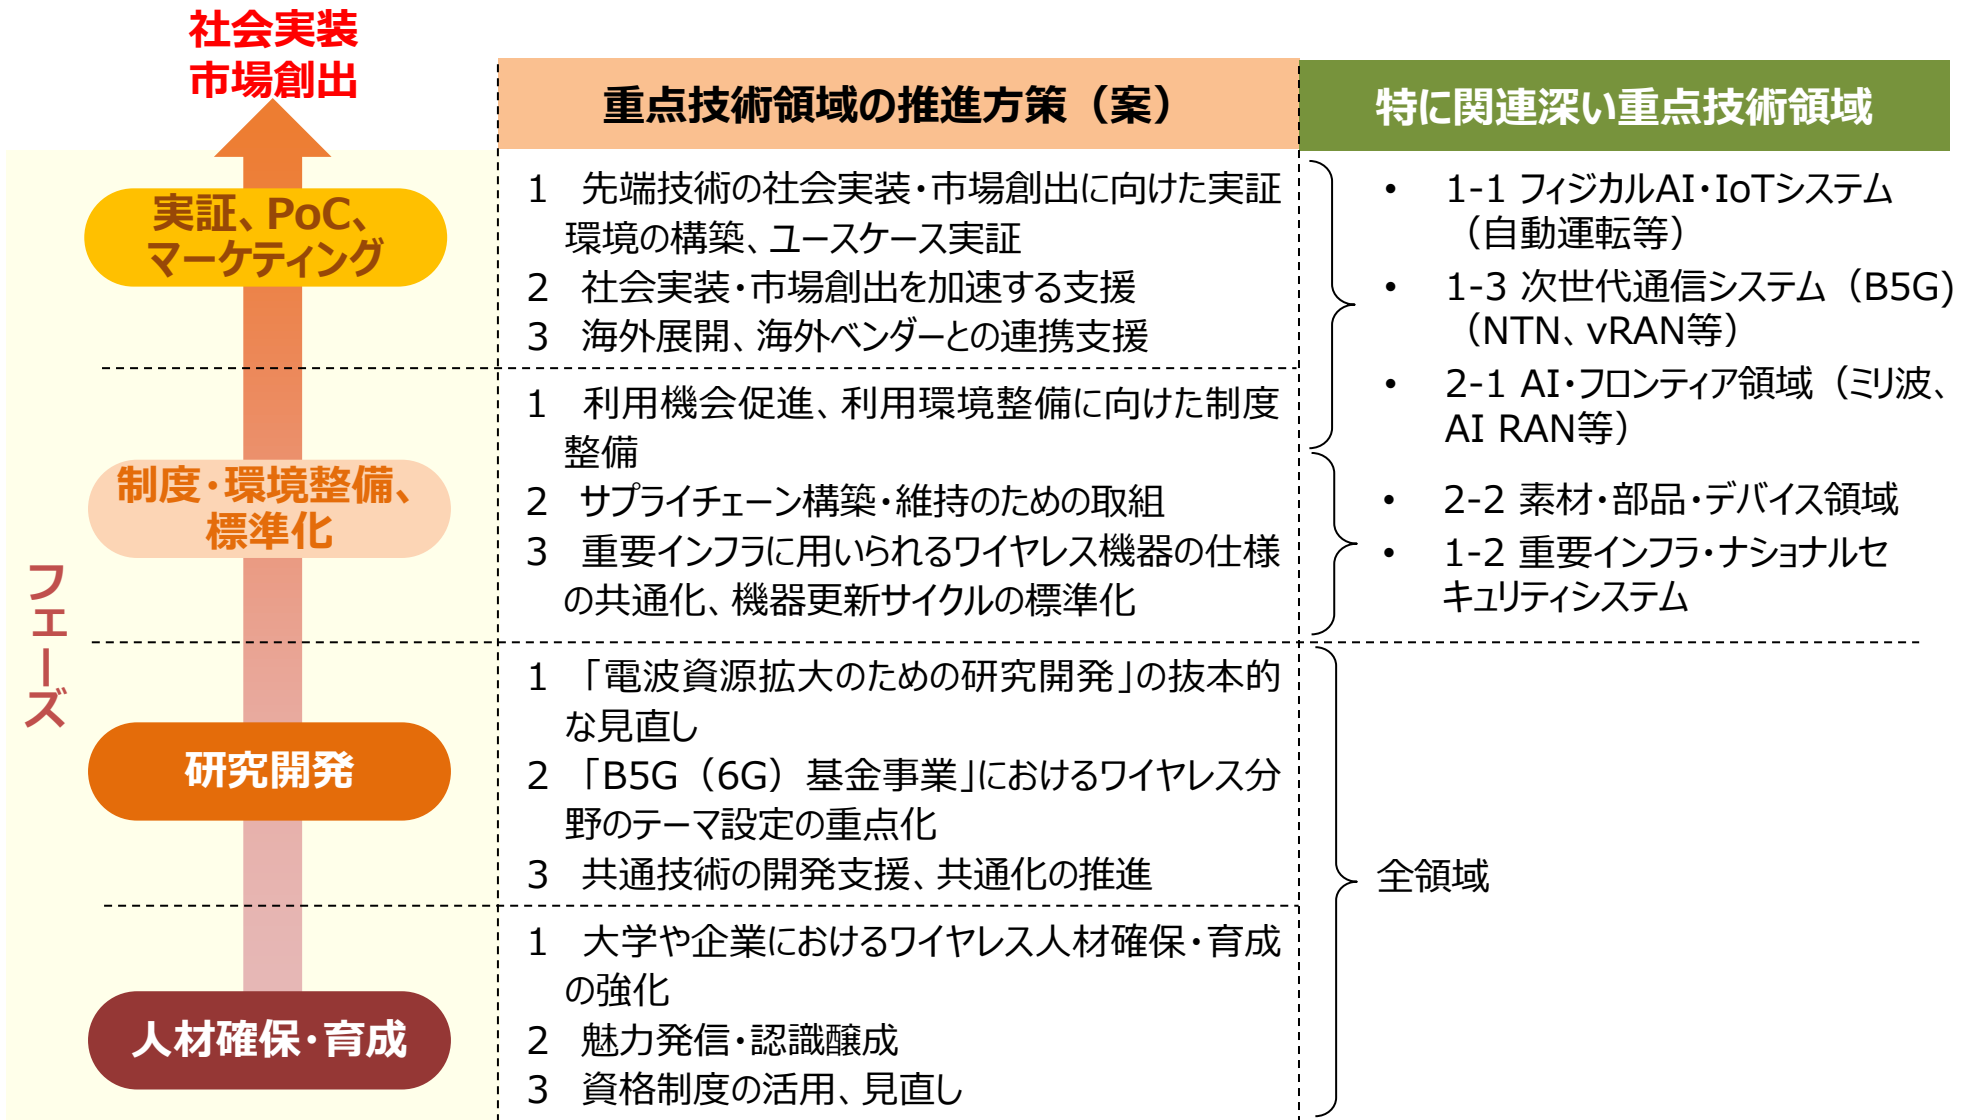 社会実装
市場創出
重点技術領域の推進方策（案）
特に関連深い重点技術領域
フェーズ
実証、PoC、
マーケティング
1 先端技術の社会実装・市場創出に向けた実証
環境の構築、ユースケース実証
2 社会実装・市場創出を加速する支援
3 海外展開、海外ベンダーとの連携支援
• 1-1 フィジカルAI・IoTシステム
（自動運転等）
• 1-3 次世代通信システム（B5G)
（NTN、vRAN等）
• 2-1 AI・フロンティア領域（ミリ波、
AI RAN等）
制度・環境整備、
標準化
1 利用機会促進、利用環境整備に向けた制度
整備
2 サプライチェーン構築・維持のための取組
3 重要インフラに用いられるワイヤレス機器の仕様
の共通化、機器更新サイクルの標準化
• 2-2 素材・部品・デバイス領域
• 1-2 重要インフラ・ナショナルセ
キュリティシステム
研究開発
1 「電波資源拡大のための研究開発」の抜本的
な見直し
2 「B5G（6G）基金事業」におけるワイヤレス分
野のテーマ設定の重点化
3 共通技術の開発支援、共通化の推進
全領域
人材確保・育成
1 大学や企業におけるワイヤレス人材確保・育成
の強化
2 魅力発信・認識醸成
3 資格制度の活用、見直し